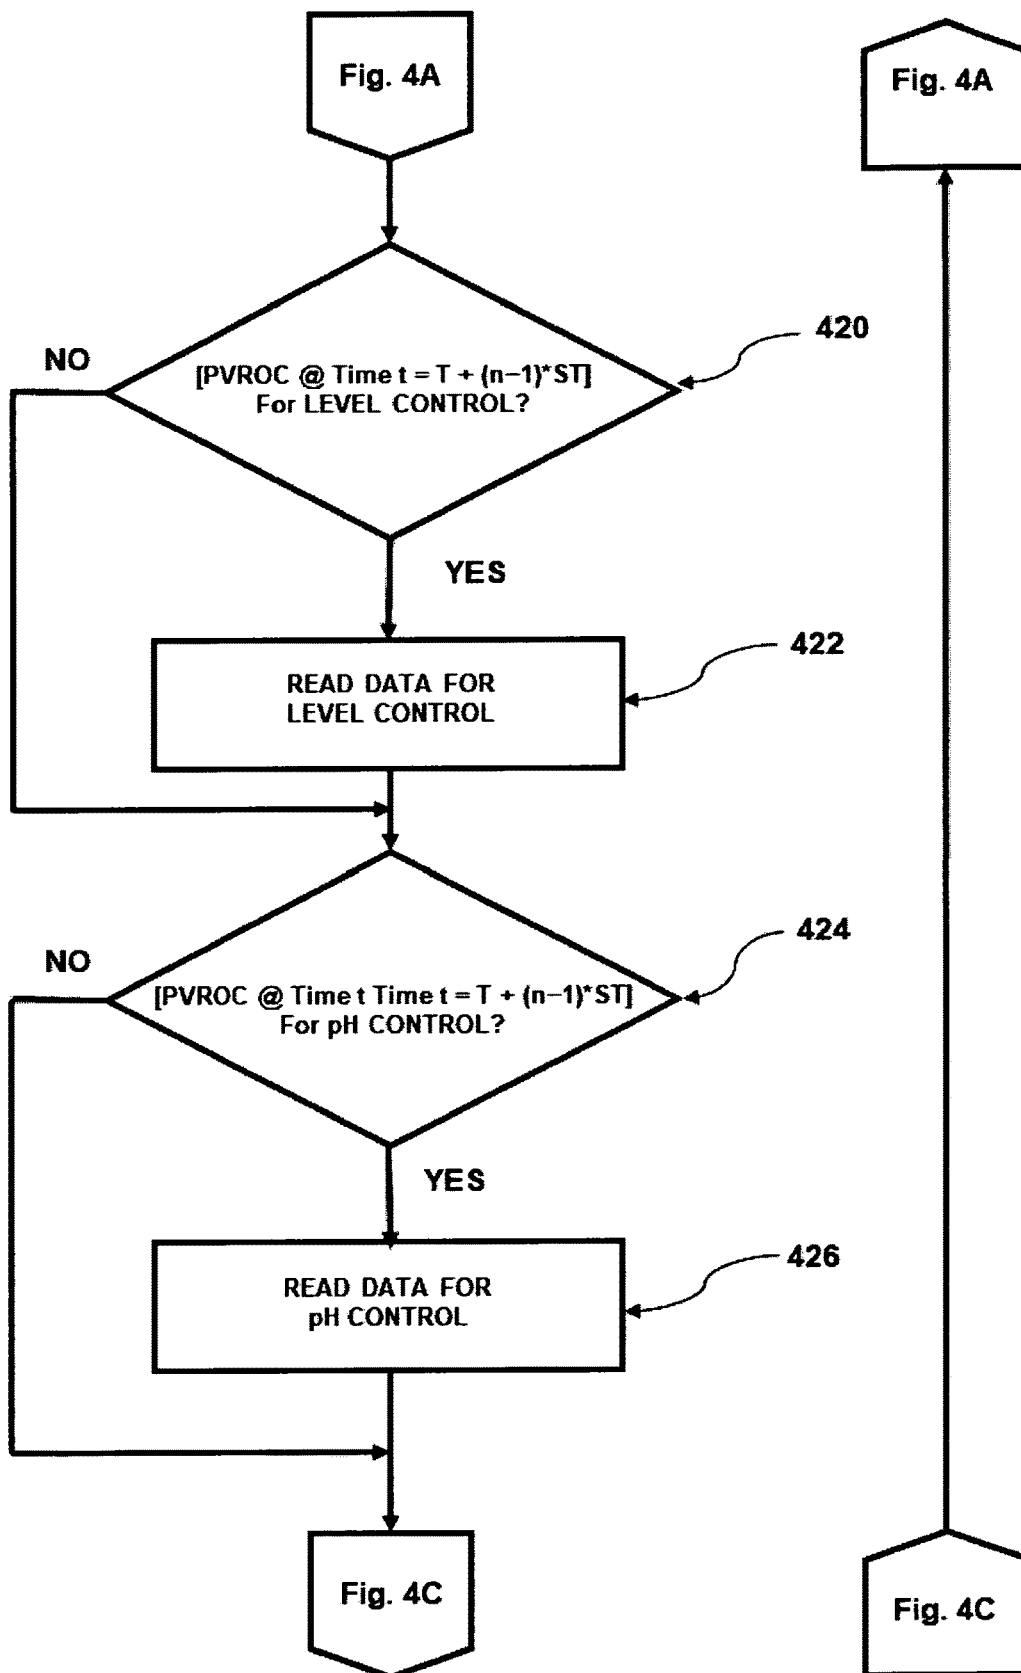 Fig. 4A
Fig. 4A
420
NO
[PVROC @ Time t = T + (n−1)*ST]
For LEVEL CONTROL?
YES
422
READ DATA FOR
LEVEL CONTROL
424
NO
[PVROC @ Time t Time t = T + (n−1)*ST]
For pH CONTROL?
YES
426
READ DATA FOR
pH CONTROL
Fig. 4C
Fig. 4C